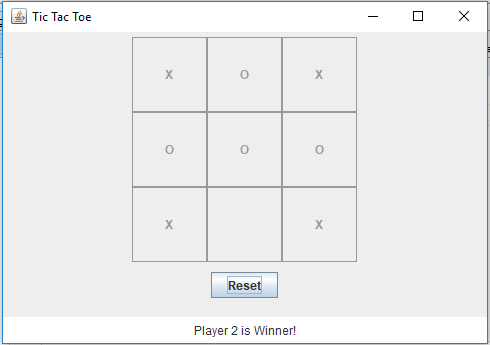 Tic Tac Toe
X O X
O O O
X X
Reset
Player 2 is Winner!